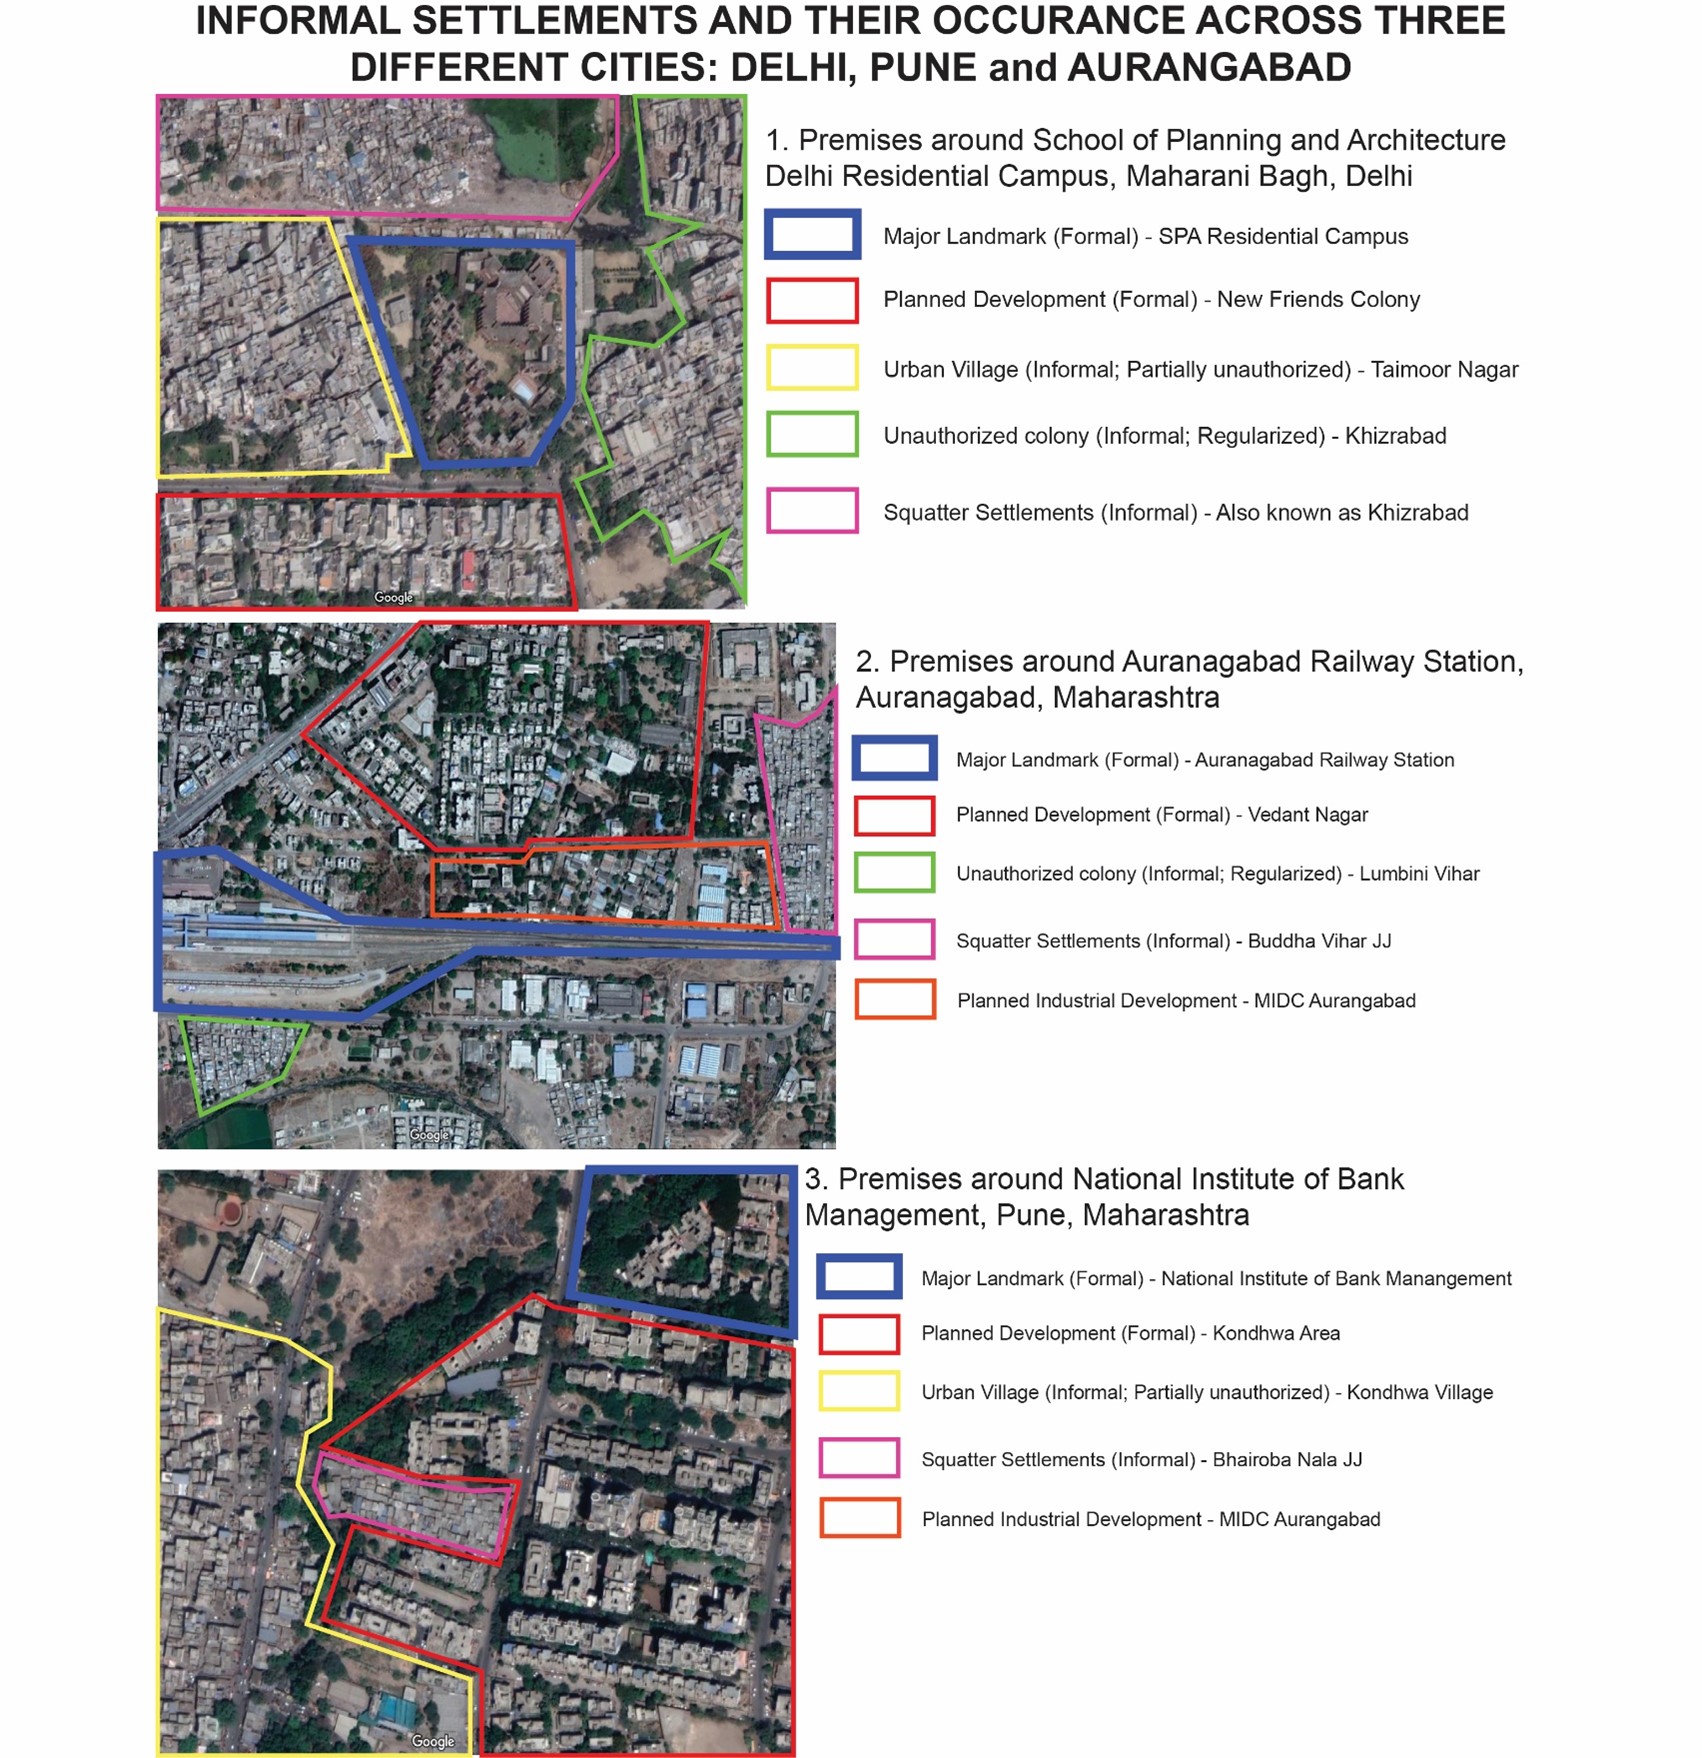 INFORMAL SETTLEMENTS AND THEIR OCCURANCE ACROSS THREE
DIFFERENT CITIES: DELHI, PUNE and AURANGABAD
1. Premises around School of Planning and Architecture
Delhi Residential Campus, Maharani Bagh, Delhi
Major Landmark (Formal) - SPA Residential Campus
Planned Development (Formal) - New Friends Colony
Urban Village (Informal; Partially unauthorized) - Taimoor Nagar
Unauthorized colony (Informal; Regularized) - Khizrabad
Squatter Settlements (Informal) - Also known as Khizrabad
Google
2. Premises around Auranagabad Railway Station,
Auranagabad, Maharashtra
Major Landmark (Formal) - Auranagabad Railway Station
Planned Development (Formal) - Vedant Nagar
Unauthorized colony (Informal; Regularized) - Lumbini Vihar
Squatter Settlements (Informal) - Buddha Vihar JJ
Planned Industrial Development - MIDC Aurangabad
Google
3. Premises around National Institute of Bank
Management, Pune, Maharashtra
Major Landmark (Formal) - National Institute of Bank Manangement
Planned Development (Formal) - Kondhwa Area
Urban Village (Informal; Partially unauthorized) - Kondhwa Village
Squatter Settlements (Informal) - Bhairoba Nala JJ
Planned Industrial Development - MIDC Aurangabad
Google